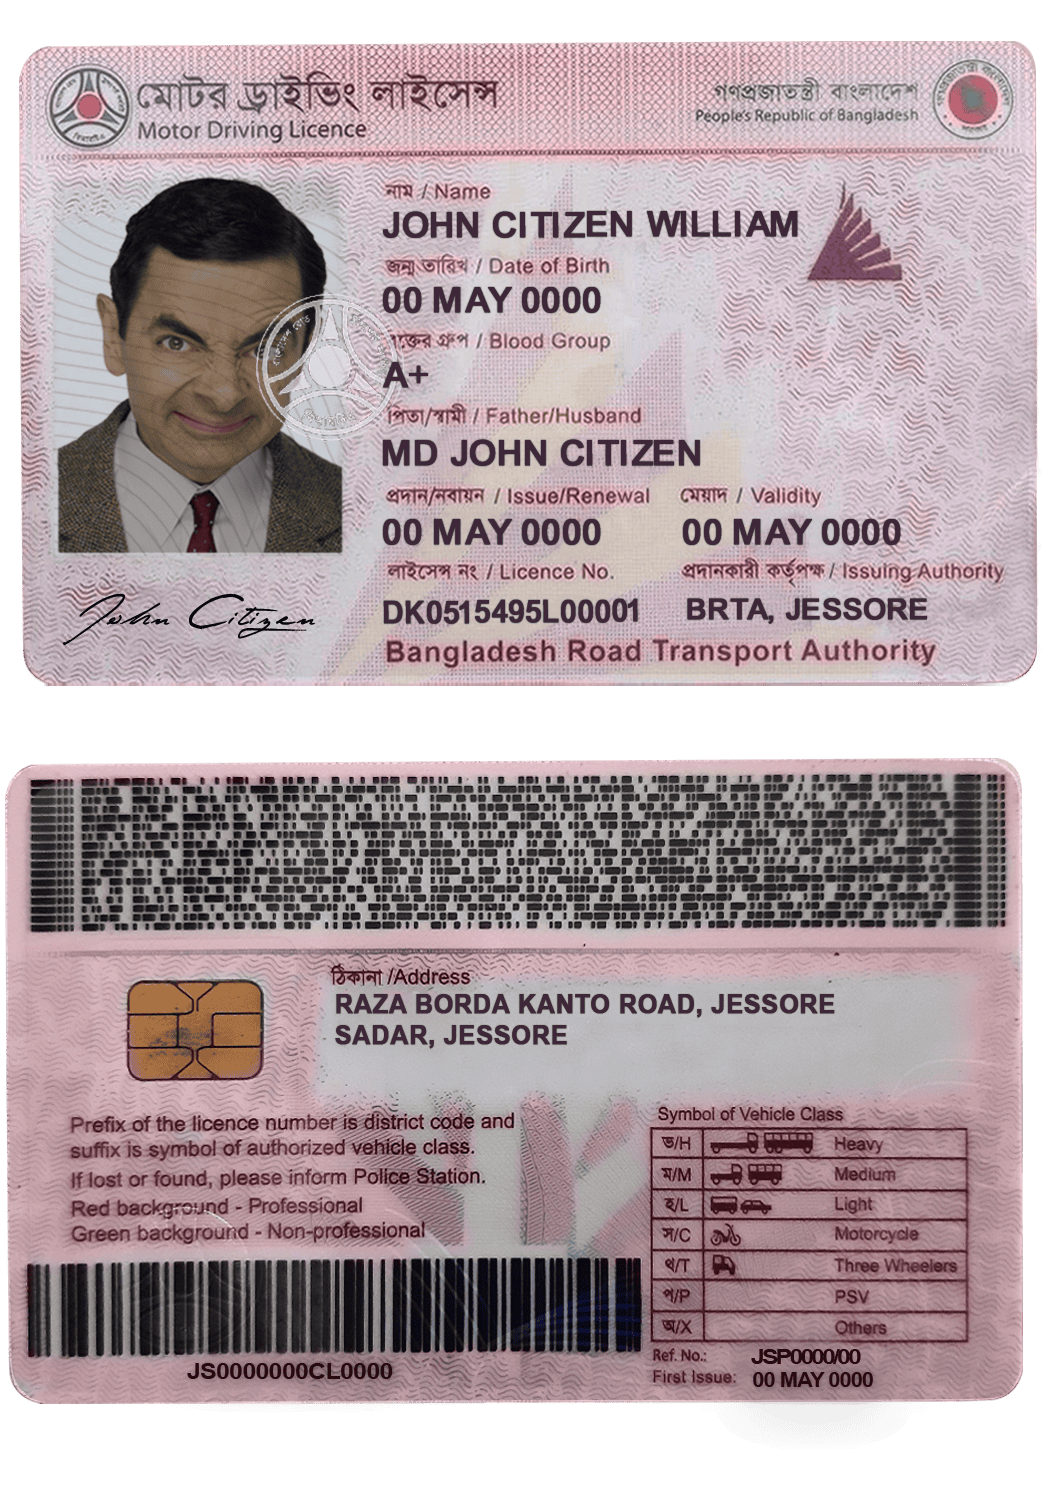 মোটর ড্রাইভিং লাইসেন্স
Motor Driving Licence
গণপ্রজাতন্ত্রী বাংলাদেশ
People's Republic of Bangladesh
নাম / Name
JOHN CITIZEN WILLIAM
জন্ম তারিখ / Date of Birth
00 MAY 0000
রক্তের গ্রুপ / Blood Group
A+
পিতা/স্বামী / Father/Husband
MD JOHN CITIZEN
প্রদান/নবায়ন / Issue/Renewal
মেয়াদ / Validity
00 MAY 0000
00 MAY 0000
লাইসেন্স নং / Licence No.
প্রদানকারী কর্তৃপক্ষ / Issuing Authority
DK0515495L00001
BRTA, JESSORE
Bangladesh Road Transport Authority
John Citizen
ঠিকানা /Address
RAZA BORDA KANTO ROAD, JESSORE
SADAR, JESSORE
Prefix of the licence number is district code and
suffix is symbol of authorized vehicle class.
If lost or found, please inform Police Station.
Red background - Professional
Green background - Non-professional
JS0000000CL0000
Symbol of Vehicle Class
ভ/H Heavy
ম/M Medium
হ/L Light
স/C Motorcycle
থ/T Three Wheelers
প/P PSV
অ/X Others
Ref. No.: JSP0000/00
First Issue: 00 MAY 0000